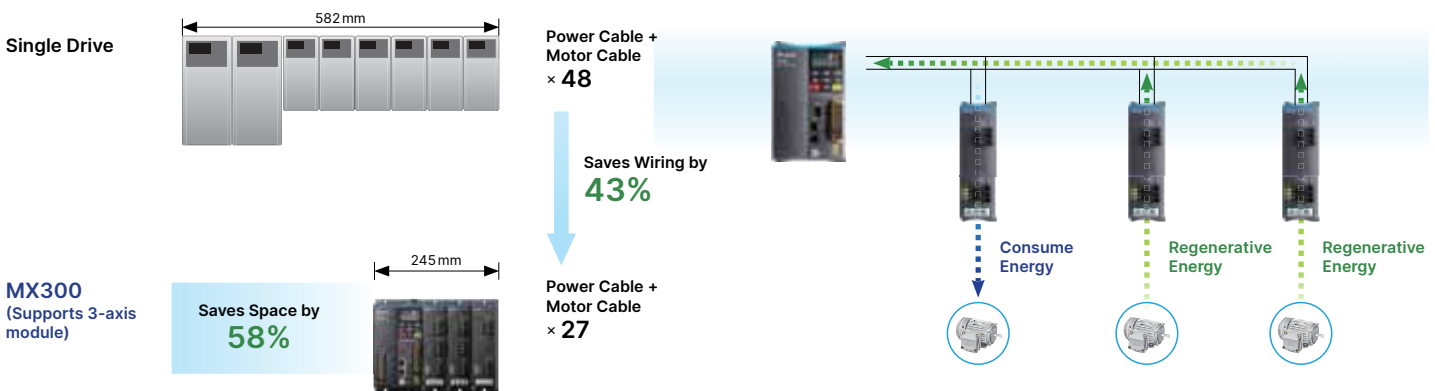 Single Drive
582 mm
Power Cable +
Motor Cable
× 48
Saves Wiring by
43%
Consume
Energy
Regenerative
Energy
Regenerative
Energy
MX300
(Supports 3-axis
module)
Saves Space by
58%
245 mm
Power Cable +
Motor Cable
× 27